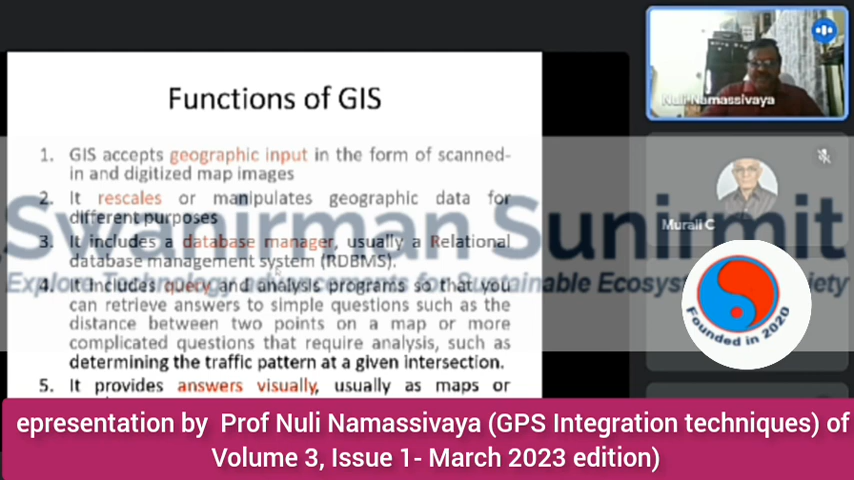 Functions of GIS
1. GIS accepts geographic input in the form of scanned-
in and digitized map images
2. It rescales or manipulates geographic data for
different purposes
3. It includes a database manager, usually a Relational
database management system (RDBMS).
4. It includes query and analysis programs so that you
can retrieve answers to simple questions such as the
distance between two points on a map or more
complicated questions that require analysis, such as
determining the traffic pattern at a given intersection.
5. It provides answers visually, usually as maps or
Swanirman Sunirmit
Explore Technology for Sustainable Ecosys
Nuli Namassivaya
Murali C
Founded in 2020
epresentation by Prof Nuli Namassivaya (GPS Integration techniques) of
Volume 3, Issue 1- March 2023 edition)